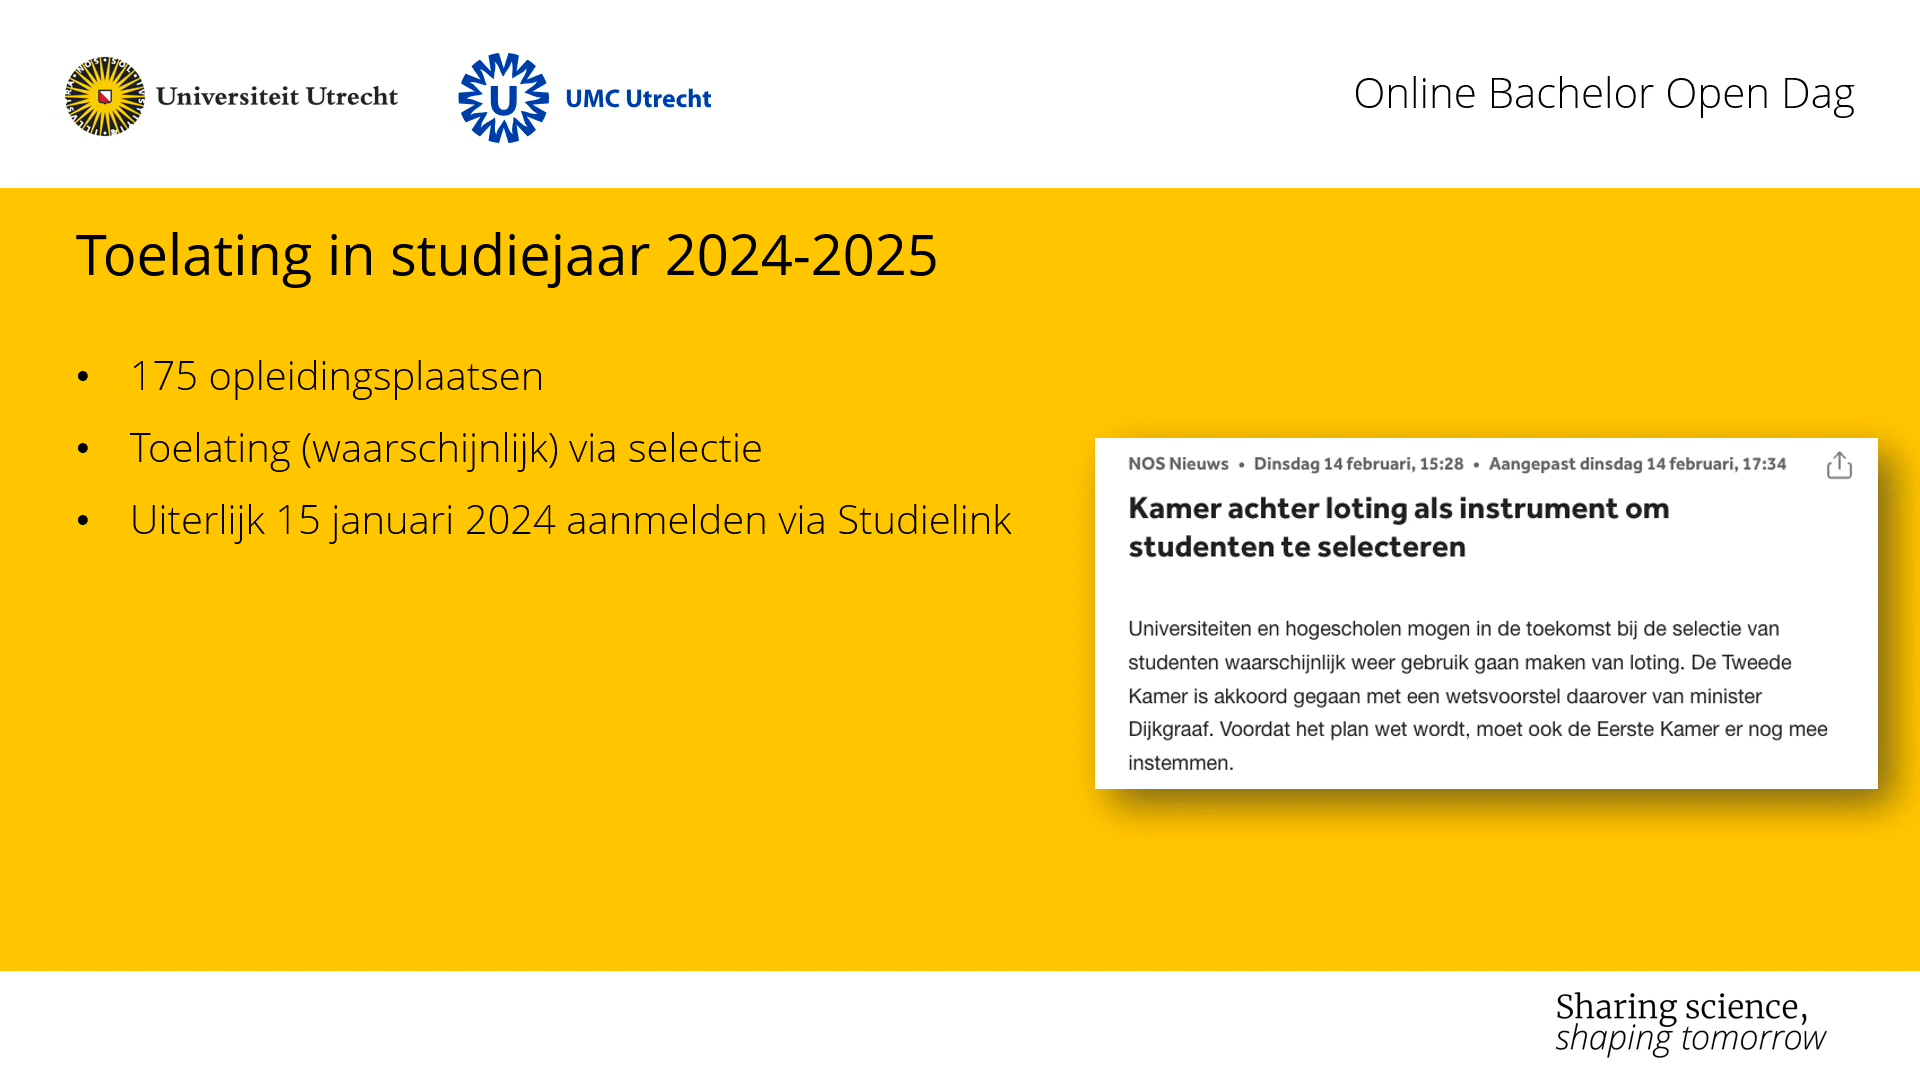 Universiteit Utrecht
UMC Utrecht
Online Bachelor Open Dag
Toelating in studiejaar 2024-2025
• 175 opleidingsplaatsen
• Toelating (waarschijnlijk) via selectie
• Uiterlijk 15 januari 2024 aanmelden via Studielink
NOS Nieuws • Dinsdag 14 februari, 15:28 • Aangepast dinsdag 14 februari, 17:34
Kamer achter loting als instrument om
studenten te selecteren
Universiteiten en hogescholen mogen in de toekomst bij de selectie van
studenten waarschijnlijk weer gebruik gaan maken van loting. De Tweede
Kamer is akkoord gegaan met een wetsvoorstel daarover van minister
Dijkgraaf. Voordat het plan wet wordt, moet ook de Eerste Kamer er nog mee
instemmen.
Sharing science,
shaping tomorrow